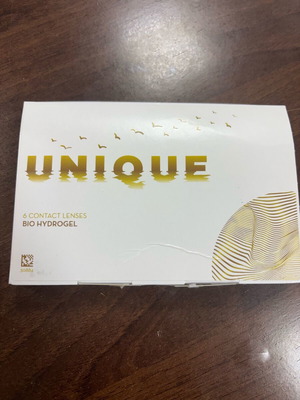 UNIQUE
6 CONTACT LENSES
BIO HYDROGEL